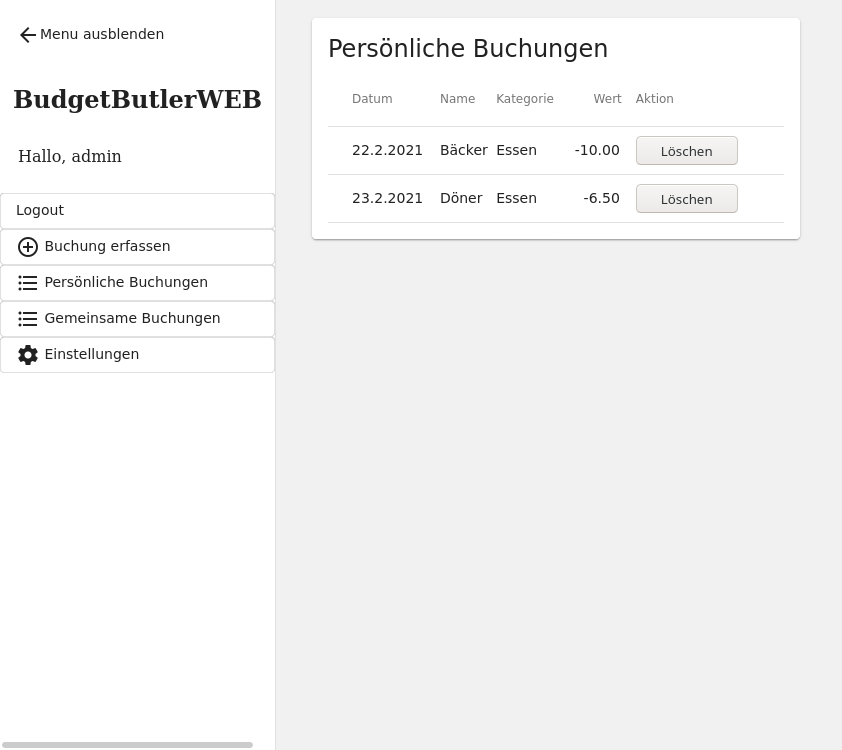 Menu ausblenden
BudgetButlerWEB
Hallo, admin
Logout
Buchung erfassen
Persönliche Buchungen
Gemeinsame Buchungen
Einstellungen
Persönliche Buchungen
Datum Name Kategorie Wert Aktion
22.2.2021 Bäcker Essen -10.00 Löschen
23.2.2021 Döner Essen -6.50 Löschen